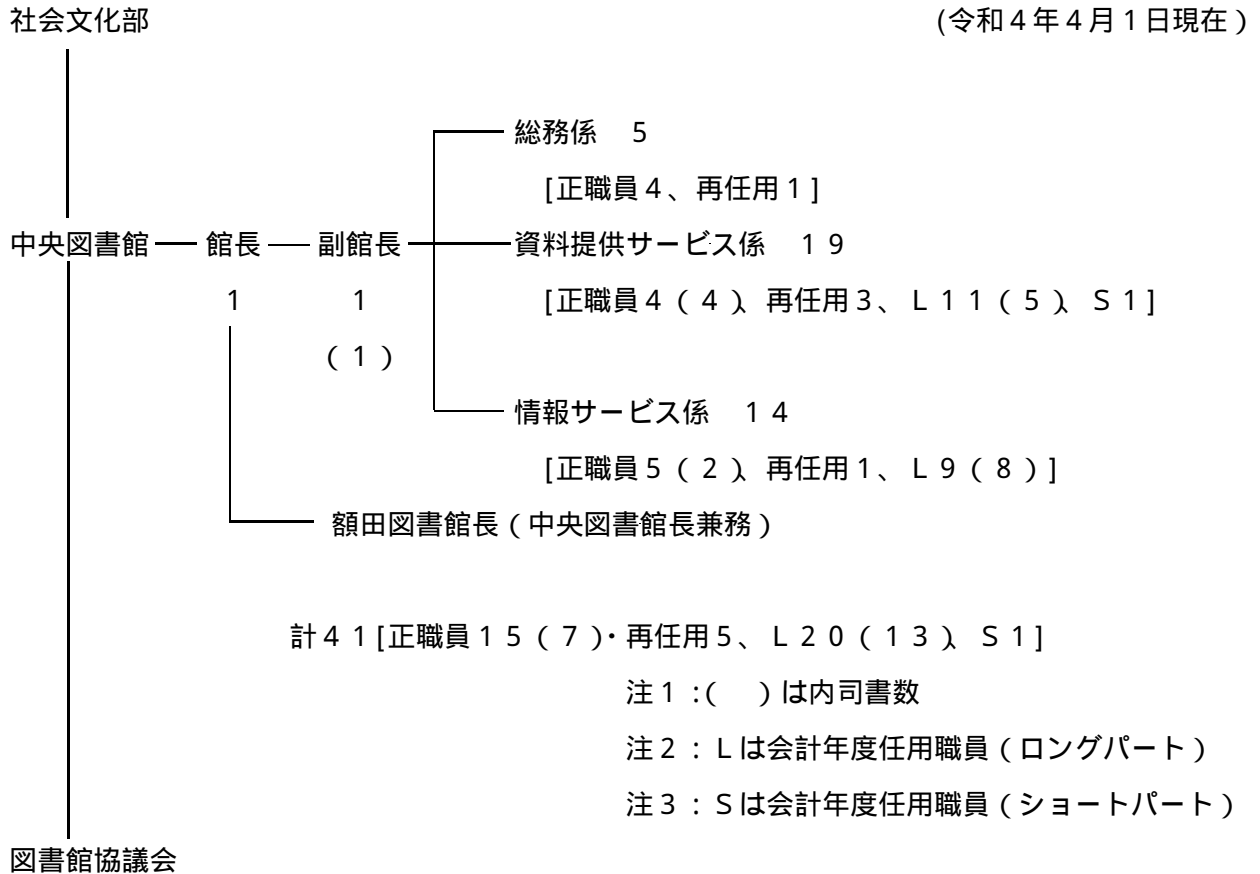 社会文化部 (令和4年4月1日現在)
総務係 5
[正職員4、再任用1]
中央図書館 館長 副館長 資料提供サービス係 19
1 1 [正職員4(4)、再任用3、L11(5)、S1]
(1)
情報サービス係 14
[正職員5(2)、再任用1、L9(8)]
額田図書館長(中央図書館長兼務)
計41[正職員15(7)・再任用5、L20(13)、S1]
注1:( )は内司書数
注2:Lは会計年度任用職員(ロングパート)
注3:Sは会計年度任用職員(ショートパート)
図書館協議会